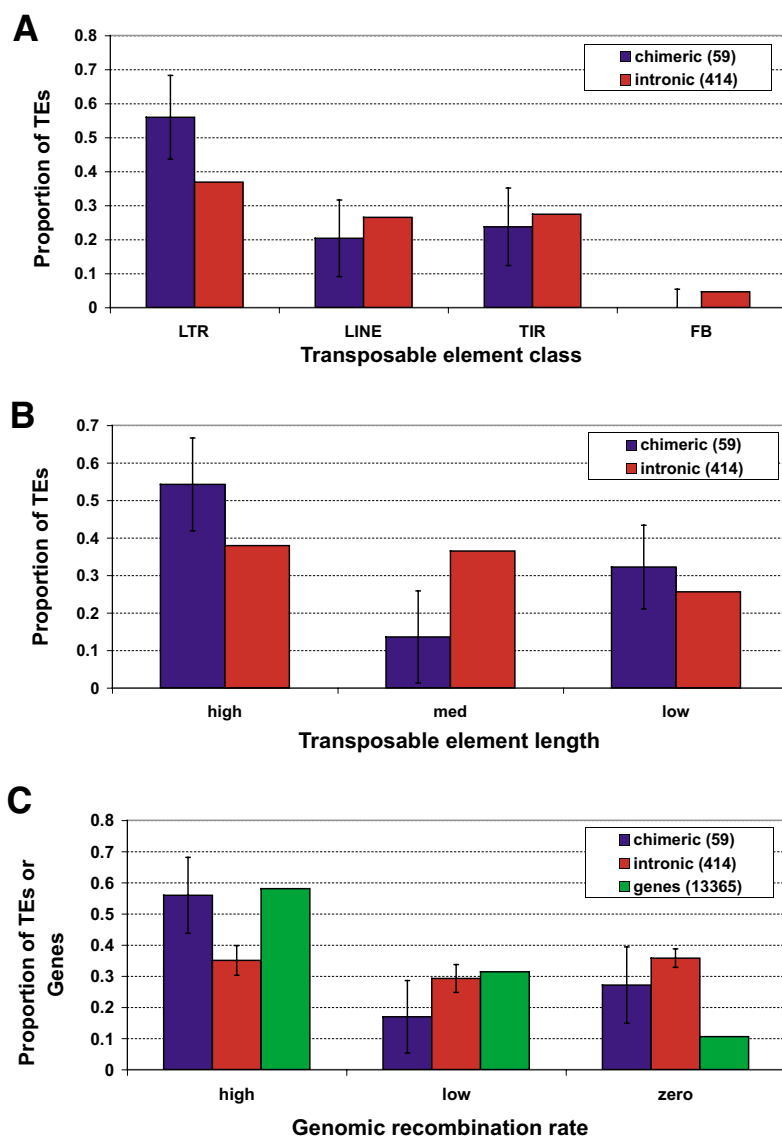 A
Proportion of TEs
0.8
0.7
0.6
0.5
0.4
0.3
0.2
0.1
0
chimeric (59)
intronic (414)
LTR LINE TIR FB
Transposable element class
B
Proportion of TEs
0.7
0.6
0.5
0.4
0.3
0.2
0.1
0
chimeric (59)
intronic (414)
high med low
Transposable element length
C
Proportion of TEs or
Genes
0.8
0.7
0.6
0.5
0.4
0.3
0.2
0.1
0
chimeric (59)
intronic (414)
genes (13365)
high low zero
Genomic recombination rate